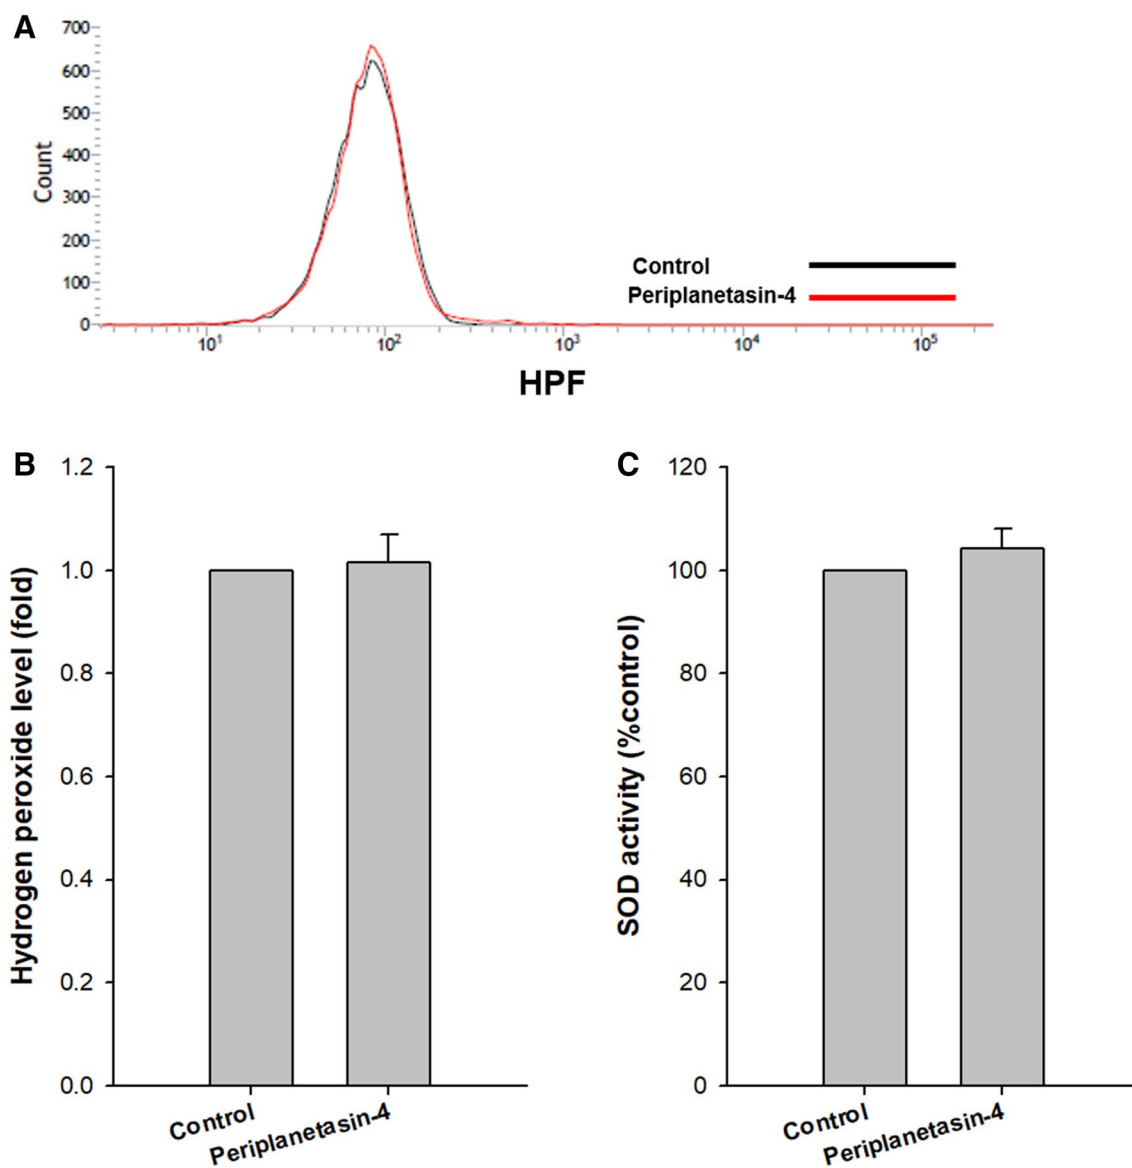 A
700
600
500
400
300
200
100
0
Count
10¹ 10² 10³ 10⁴ 10⁵
HPF
Control
Periplanetasin-4
B
1.2
1.0
0.8
0.6
0.4
0.2
0.0
Hydrogen peroxide level (fold)
Control
Periplanetasin-4
C
120
100
80
60
40
20
0
SOD activity (%control)
Control
Periplanetasin-4